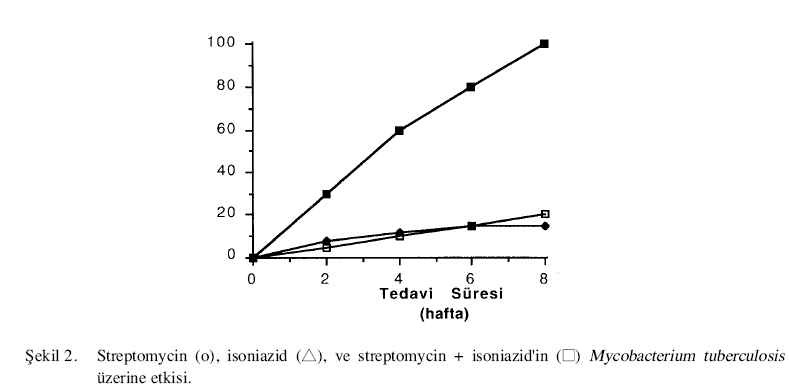 100
80
60
40
20
0
0 2 4 6 8
Tedavi Süresi
(hafta)
Şekil 2. Streptomycin (o), isoniazid (△), ve streptomycin + isoniazid'in (□) Mycobacterium tuberculosis
üzerine etkisi.